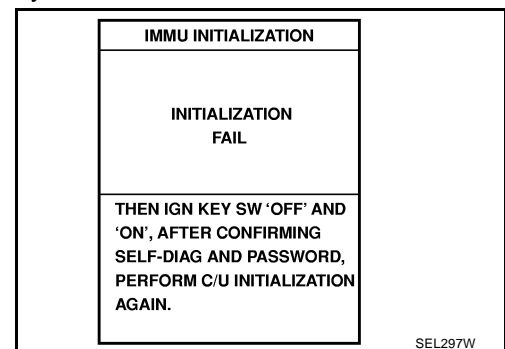 IMMU INITIALIZATION
INITIALIZATION
FAIL
THEN IGN KEY SW ‘OFF’ AND
‘ON’, AFTER CONFIRMING
SELF-DIAG AND PASSWORD,
PERFORM C/U INITIALIZATION
AGAIN.
SEL297W